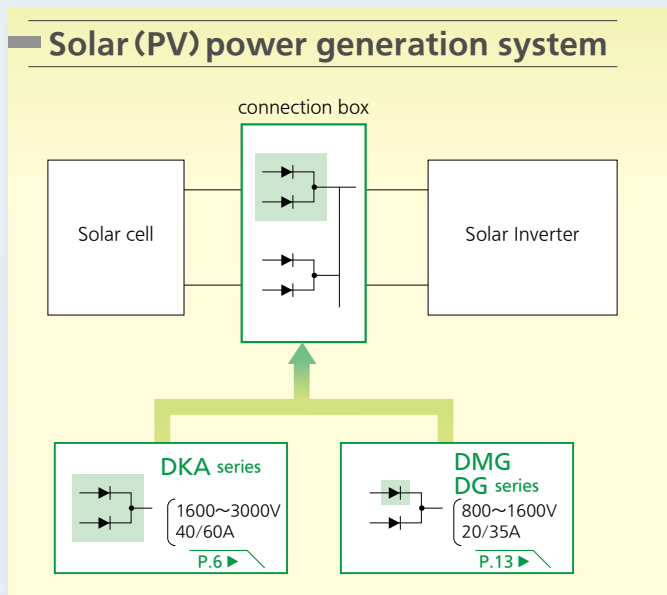 Solar（PV）power generation system
connection box
Solar cell
Solar Inverter
DKA series
1600〜3000V
40/60A
P.6 ▶
DMG
DG series
800〜1600V
20/35A
P.13 ▶